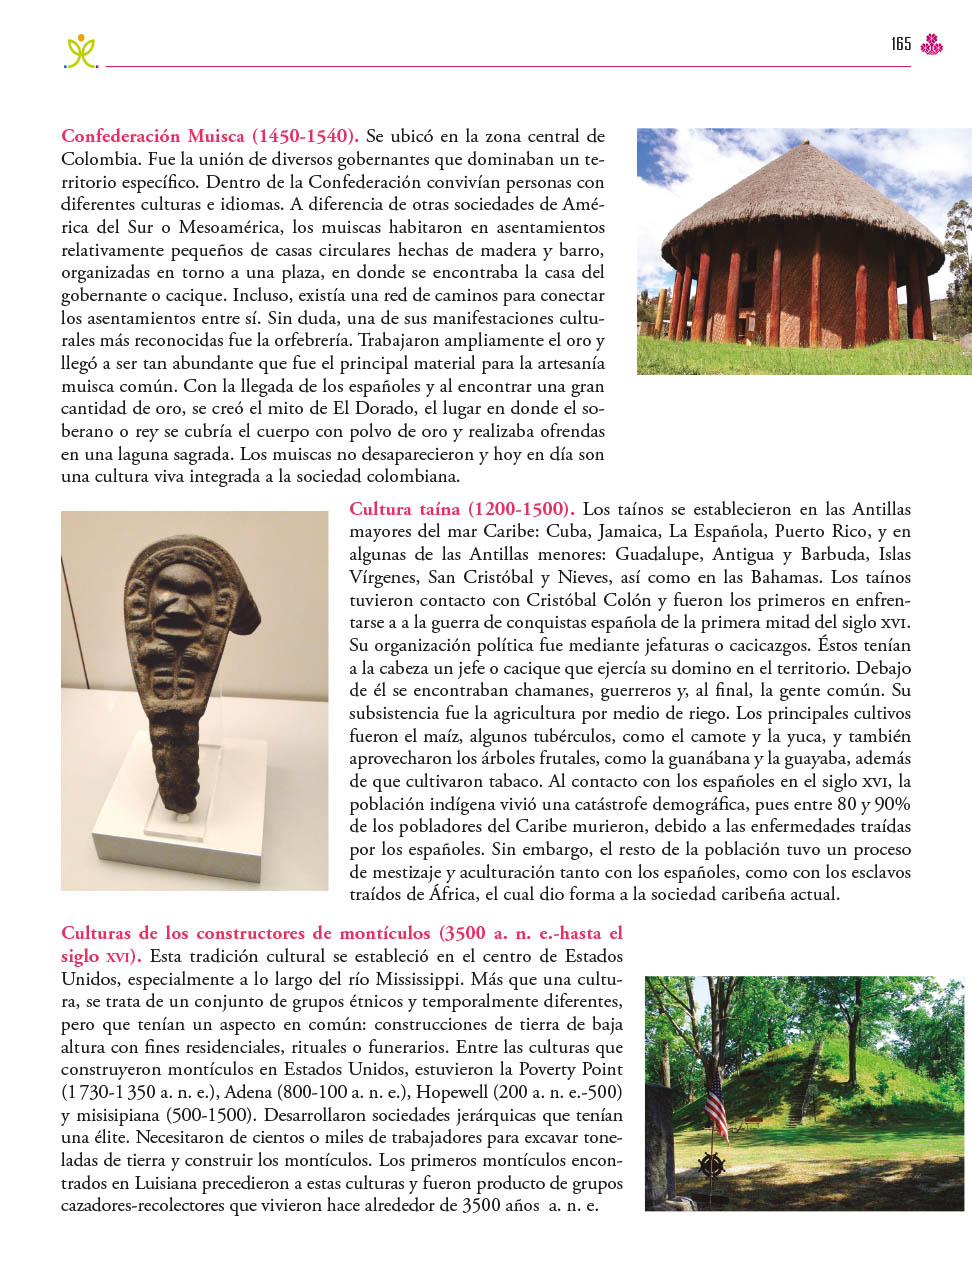 165
Confederación Muisca (1450-1540). Se ubicó en la zona central de
Colombia. Fue la unión de diversos gobernantes que dominaban un te-
rritorio específico. Dentro de la Confederación convivían personas con
diferentes culturas e idiomas. A diferencia de otras sociedades de Amé-
rica del Sur o Mesoamérica, los muiscas habitaron en asentamientos
relativamente pequeños de casas circulares hechas de madera y barro,
organizadas en torno a una plaza, en donde se encontraba la casa del
gobernante o cacique. Incluso, existía una red de caminos para conectar
los asentamientos entre sí. Sin duda, una de sus manifestaciones cultu-
rales más reconocidas fue la orfebrería. Trabajaron ampliamente el oro y
llegó a ser tan abundante que fue el principal material para la artesanía
muisca común. Con la llegada de los españoles y al encontrar una gran
cantidad de oro, se creó el mito de El Dorado, el lugar en donde el so-
berano o rey se cubría el cuerpo con polvo de oro y realizaba ofrendas
en una laguna sagrada. Los muiscas no desaparecieron y hoy en día son
una cultura viva integrada a la sociedad colombiana.
Cultura taína (1200-1500). Los taínos se establecieron en las Antillas
mayores del mar Caribe: Cuba, Jamaica, La Española, Puerto Rico, y en
algunas de las Antillas menores: Guadalupe, Antigua y Barbuda, Islas
Vírgenes, San Cristóbal y Nieves, así como en las Bahamas. Los taínos
tuvieron contacto con Cristóbal Colón y fueron los primeros en enfren-
tarse a a la guerra de conquistas española de la primera mitad del siglo XVI.
Su organización política fue mediante jefaturas o cacicazgos. Éstos tenían
a la cabeza un jefe o cacique que ejercía su domino en el territorio. Debajo
de él se encontraban chamanes, guerreros y, al final, la gente común. Su
subsistencia fue la agricultura por medio de riego. Los principales cultivos
fueron el maíz, algunos tubérculos, como el camote y la yuca, y también
aprovecharon los árboles frutales, como la guanábana y la guayaba, además
de que cultivaron tabaco. Al contacto con los españoles en el siglo XVI, la
población indígena vivió una catástrofe demográfica, pues entre 80 y 90%
de los pobladores del Caribe murieron, debido a las enfermedades traídas
por los españoles. Sin embargo, el resto de la población tuvo un proceso
de mestizaje y aculturación tanto con los españoles, como con los esclavos
traídos de África, el cual dio forma a la sociedad caribeña actual.
Culturas de los constructores de montículos (3500 a. n. e.-hasta el
siglo XVI). Esta tradición cultural se estableció en el centro de Estados
Unidos, especialmente a lo largo del río Mississippi. Más que una cultu-
ra, se trata de un conjunto de grupos étnicos y temporalmente diferentes,
pero que tenían un aspecto en común: construcciones de tierra de baja
altura con fines residenciales, rituales o funerarios. Entre las culturas que
construyeron montículos en Estados Unidos, estuvieron la Poverty Point
(1 730-1 350 a. n. e.), Adena (800-100 a. n. e.), Hopewell (200 a. n. e.-500)
y misisipiana (500-1500). Desarrollaron sociedades jerárquicas que tenían
una élite. Necesitaron de cientos o miles de trabajadores para excavar tone-
ladas de tierra y construir los montículos. Los primeros montículos encon-
trados en Luisiana precedieron a estas culturas y fueron producto de grupos
cazadores-recolectores que vivieron hace alrededor de 3500 años a. n. e.